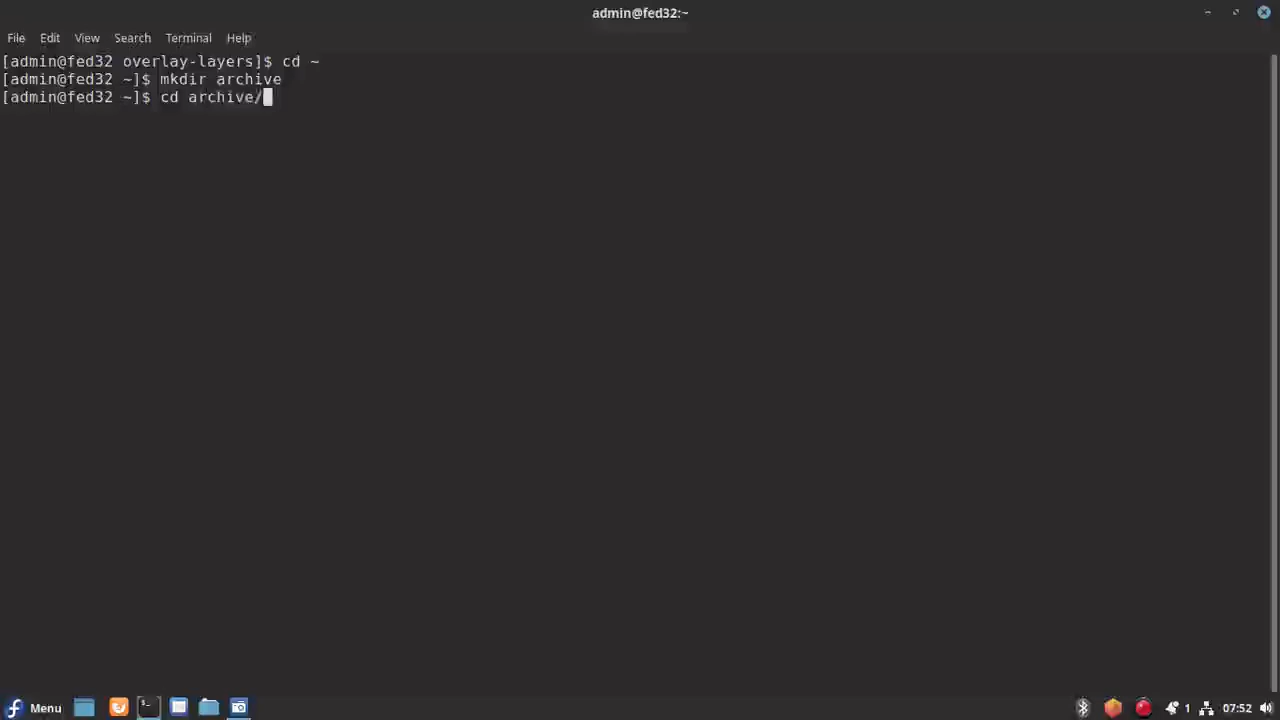 admin@fed32:~
File Edit View Search Terminal Help
[admin@fed32 overlay-layers]$ cd ~
[admin@fed32 ~]$ mkdir archive
[admin@fed32 ~]$ cd archive/
Menu 1 07:52